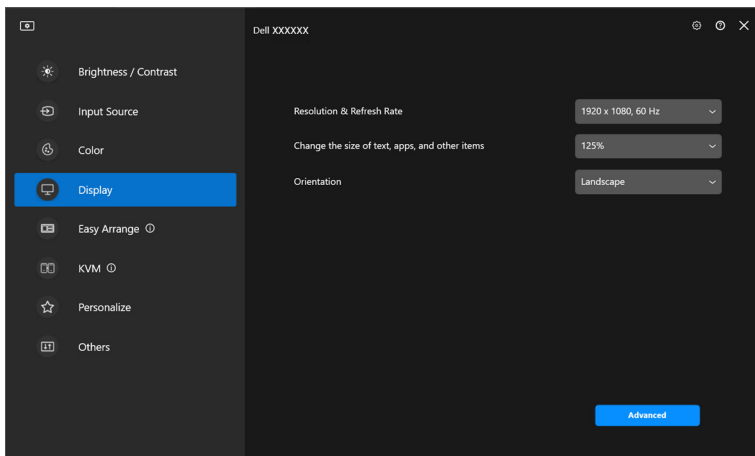 Dell XXXXXX
Brightness / Contrast
Input Source
Color
Display
Easy Arrange
KVM
Personalize
Others
Resolution & Refresh Rate 1920 x 1080, 60 Hz
Change the size of text, apps, and other items 125%
Orientation Landscape
Advanced